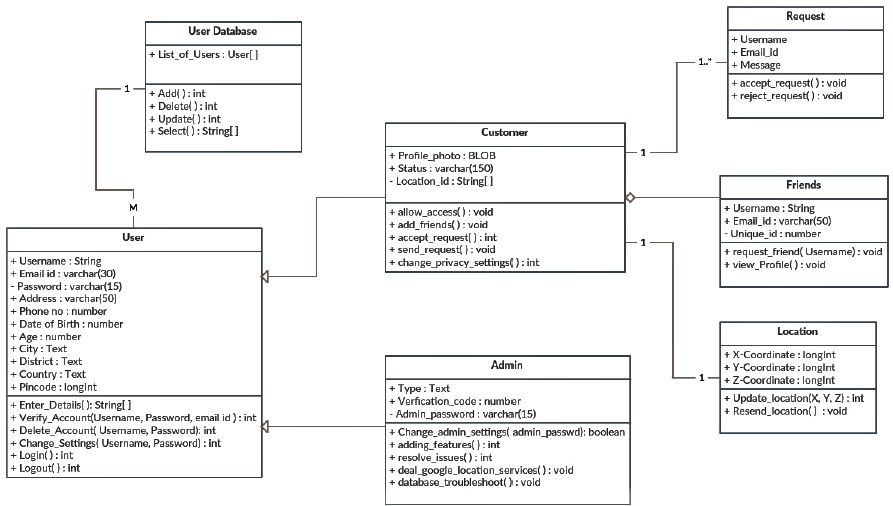 User Database
+ List_of_Users : User[ ]
+ Add( ) : int
+ Delete( ) : int
+ Update( ) : int
+ Select( ) : String[ ]
1
M
User
+ Username : String
+ Email id : varchar(30)
- Password : varchar(15)
+ Address : varchar(50)
+ Phone no : number
+ Date of Birth : number
+ Age : number
+ City : Text
+ District : Text
+ Country : Text
+ Pincode : longInt
+ Enter_Details( ): String[ ]
+ Verify_Account(Username, Password, email id ) : int
+ Delete_Account( Username, Password): int
+ Change_Settings( Username, Password) : int
+ Login( ) : int
+ Logout( ) : int
Customer
+ Profile_photo : BLOB
+ Status : varchar(150)
- Location_id : String[ ]
+ allow_access( ) : void
+ add_friends( ) : void
+ accept_request( ) : int
+ send_request( ) : void
+ change_privacy_settings( ) : int
Admin
+ Type : Text
+ Verfication_code : number
- Admin_password : varchar(15)
+ Change_admin_settings( admin_passwd): boolean
+ adding_features( ) : int
+ resolve_issues( ) : int
+ deal_google_location_services( ) : void
+ database_troubleshoot( ) : void
1
1..*
Request
+ Username
+ Email_id
+ Message
+ accept_request( ) : void
+ reject_request( ) : void
Friends
+ Username : String
+ Email_id : varchar(50)
- Unique_id : number
+ request_friend( Username) : void
+ view_Profile( ) : void
1
1
Location
+ X-Coordinate : longInt
+ Y-Coordinate : longInt
+ Z-Coordinate : longInt
+ Update_location(X, Y, Z) : int
+ Resend_location( ) : void